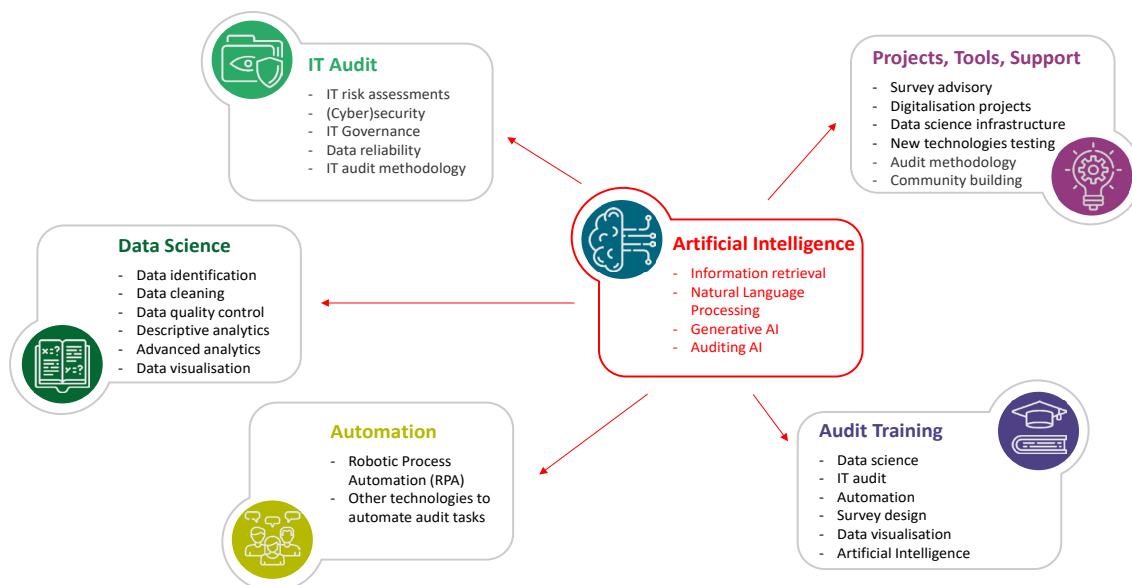 IT Audit
- IT risk assessments
- (Cyber)security
- IT Governance
- Data reliability
- IT audit methodology
Projects, Tools, Support
- Survey advisory
- Digitalisation projects
- Data science infrastructure
- New technologies testing
- Audit methodology
- Community building
Data Science
- Data identification
- Data cleaning
- Data quality control
- Descriptive analytics
- Advanced analytics
- Data visualisation
x=?
y=?
Artificial Intelligence
- Information retrieval
- Natural Language
Processing
- Generative AI
- Auditing AI
Automation
- Robotic Process
Automation (RPA)
- Other technologies to
automate audit tasks
Audit Training
- Data science
- IT audit
- Automation
- Survey design
- Data visualisation
- Artificial Intelligence